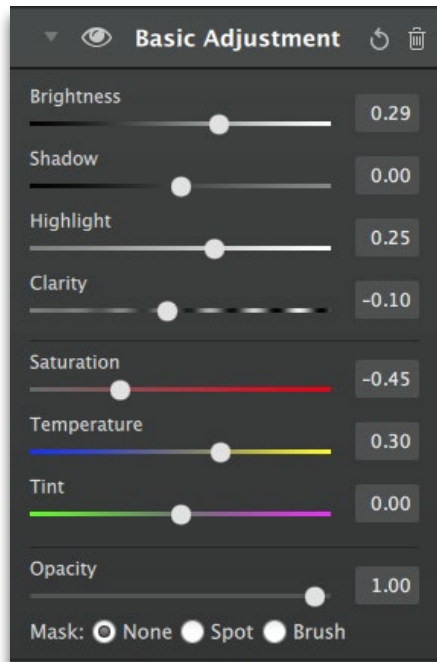 Basic Adjustment
Brightness
0.29
Shadow
0.00
Highlight
0.25
Clarity
-0.10
Saturation
-0.45
Temperature
0.30
Tint
0.00
Opacity
1.00
Mask: None Spot Brush